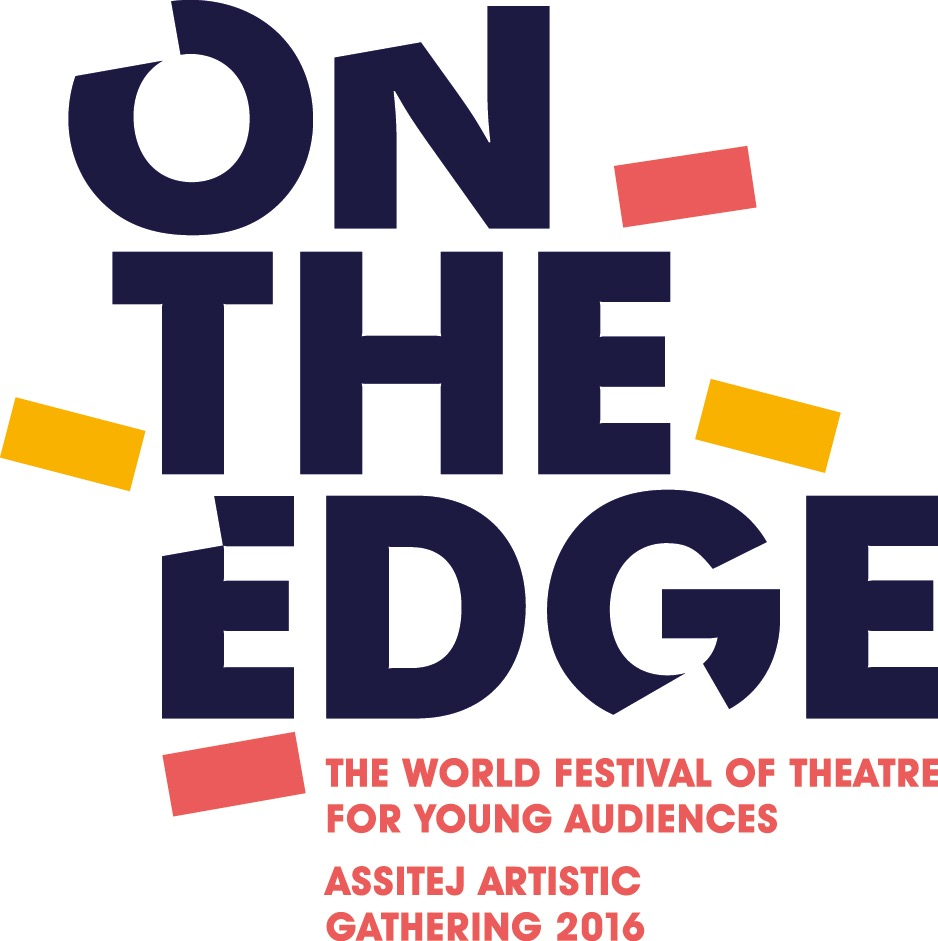 ON
THE
EDGE
THE WORLD FESTIVAL OF THEATRE
FOR YOUNG AUDIENCES
ASSITEJ ARTISTIC
GATHERING 2016